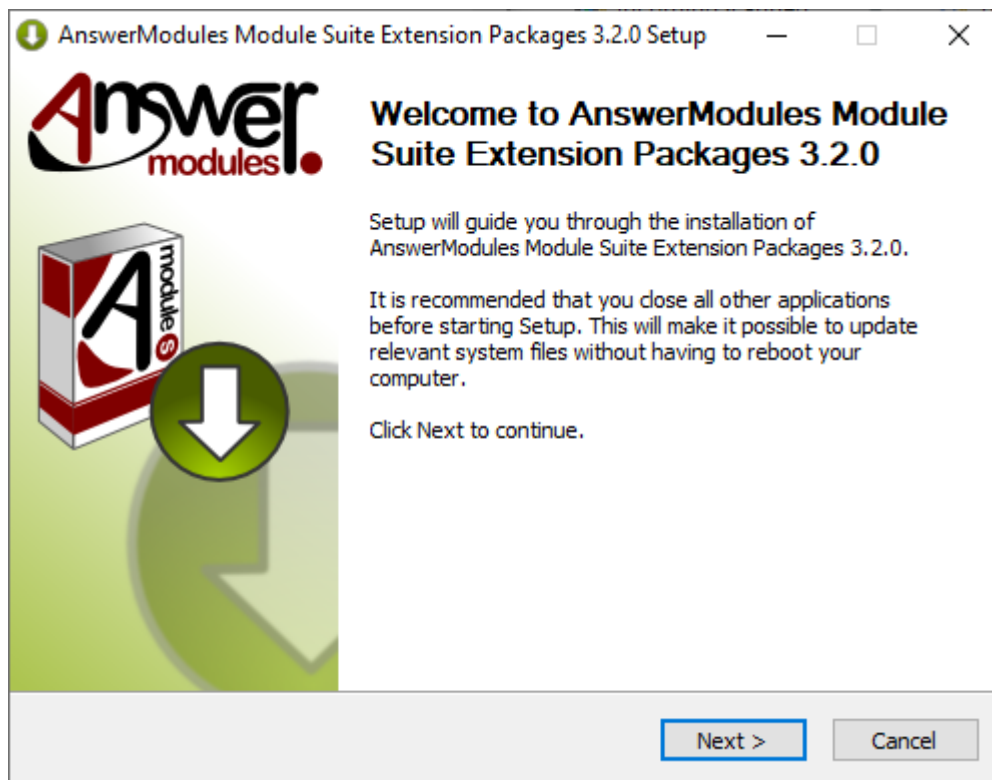 AnswerModules Module Suite Extension Packages 3.2.0 Setup
Answer
modules
Welcome to AnswerModules Module
Suite Extension Packages 3.2.0
Setup will guide you through the installation of
AnswerModules Module Suite Extension Packages 3.2.0.
It is recommended that you close all other applications
before starting Setup. This will make it possible to update
relevant system files without having to reboot your
computer.
Click Next to continue.
A
module s
Next >
Cancel